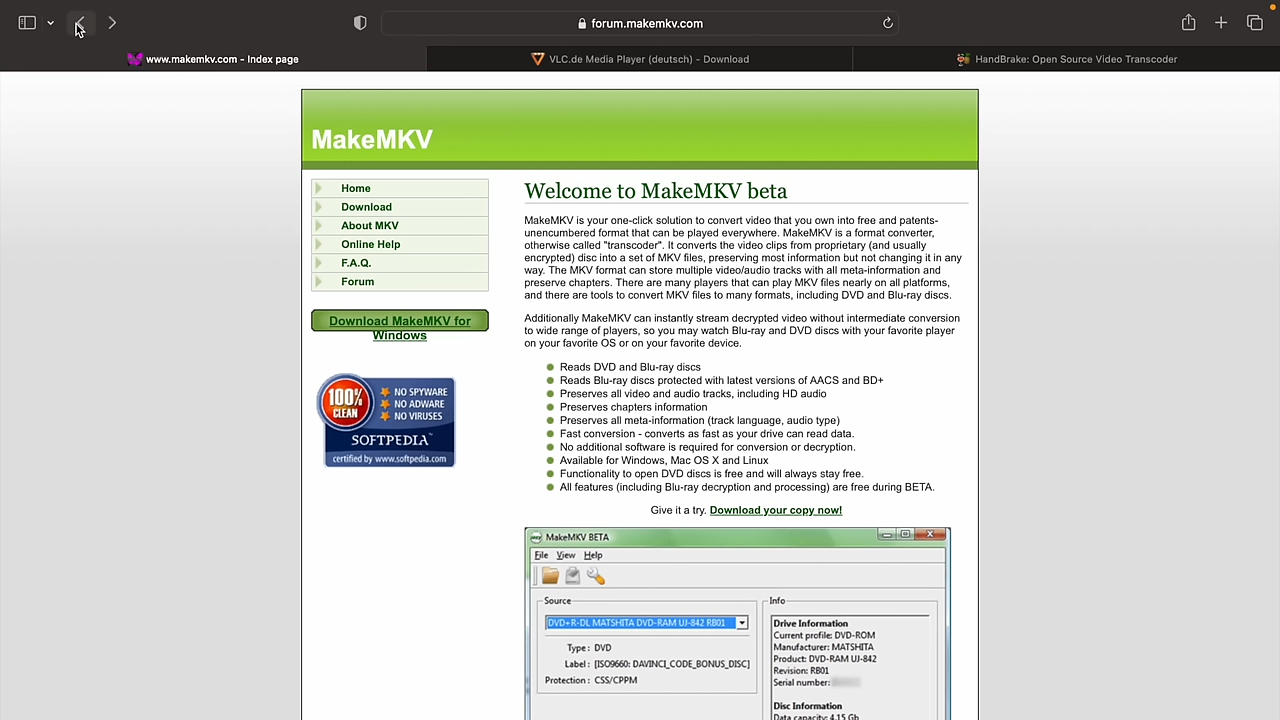 forum.makemkv.com
www.makemkv.com - Index page
VLC.de Media Player (deutsch) - Download
HandBrake: Open Source Video Transcoder
MakeMKV
Home
Download
About MKV
Online Help
F.A.Q.
Forum
Download MakeMKV for
Windows
100%
CLEAN
NO SPYWARE
NO ADWARE
NO VIRUSES
SOFTPEDIA
certified by www.softpedia.com
Welcome to MakeMKV beta
MakeMKV is your one-click solution to convert video that you own into free and patents-
unencumbered format that can be played everywhere. MakeMKV is a format converter,
otherwise called "transcoder". It converts the video clips from proprietary (and usually
encrypted) disc into a set of MKV files, preserving most information but not changing it in any
way. The MKV format can store multiple video/audio tracks with all meta-information and
preserve chapters. There are many players that can play MKV files nearly on all platforms,
and there are tools to convert MKV files to many formats, including DVD and Blu-ray discs.
Additionally MakeMKV can instantly stream decrypted video without intermediate conversion
to wide range of players, so you may watch Blu-ray and DVD discs with your favorite player
on your favorite OS or on your favorite device.
Reads DVD and Blu-ray discs
Reads Blu-ray discs protected with latest versions of AACS and BD+
Preserves all video and audio tracks, including HD audio
Preserves chapters information
Preserves all meta-information (track language, audio type)
Fast conversion - converts as fast as your drive can read data.
No additional software is required for conversion or decryption.
Available for Windows, Mac OS X and Linux
Functionality to open DVD discs is free and will always stay free.
All features (including Blu-ray decryption and processing) are free during BETA.
Give it a try. Download your copy now!
MakeMKV BETA
File View Help
Source
DVD+R-DL MATSHITA DVD-RAM UJ-842 RB01
Type : DVD
Label : [ISO9660: DAVINCI_CODE_BONUS_DISC]
Protection : CSS/CPPM
Info
Drive Information
Current profile: DVD-ROM
Manufacturer: MATSHITA
Product: DVD-RAM UJ-842
Revision: RB01
Serial number:
Disc Information
Data capacity: 4.15 Gb